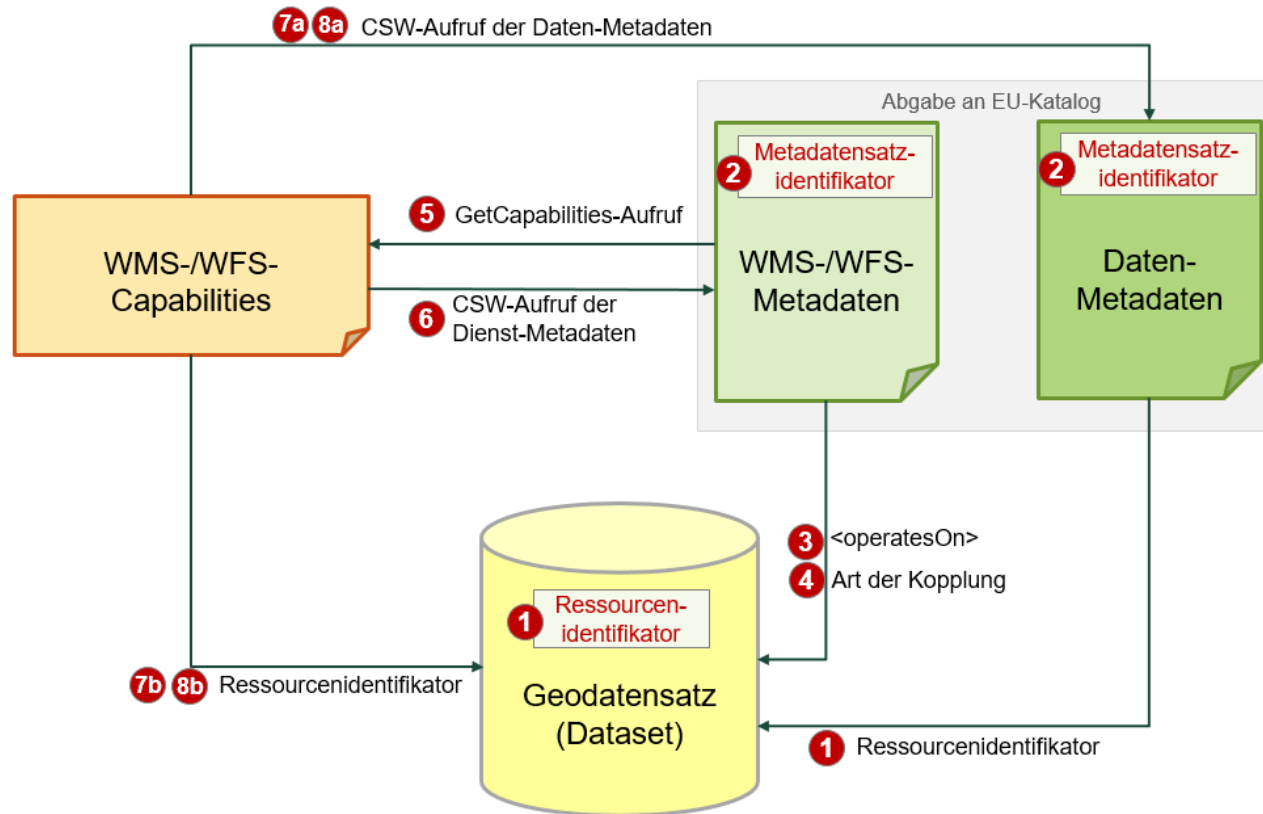 7a 8a CSW-Aufruf der Daten-Metadaten
Abgabe an EU-Katalog
2 Metadatensatz-
identifikator
2 Metadatensatz-
identifikator
5 GetCapabilities-Aufruf
WMS-/WFS-
Capabilities
WMS-/WFS-
Metadaten
Daten-
Metadaten
6 CSW-Aufruf der
Dienst-Metadaten
3 <operatesOn>
4 Art der Kopplung
1 Ressourcen-
identifikator
7b 8b Ressourcenidentifikator
Geodatensatz
(Dataset)
1 Ressourcenidentifikator